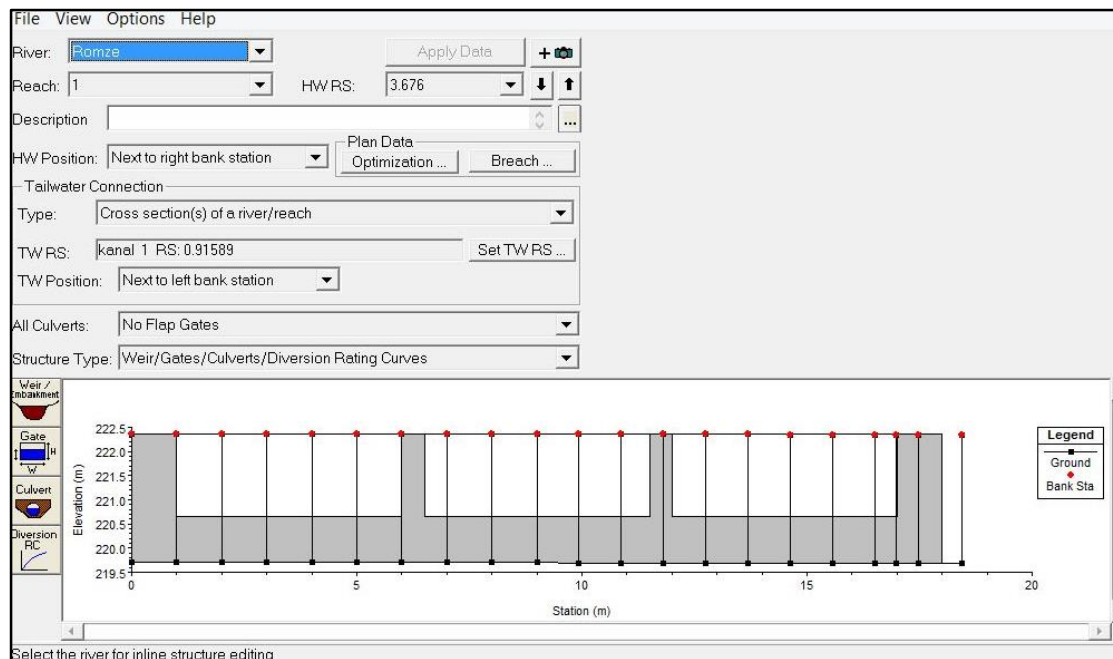 File View Options Help
River: Romze Apply Data +
Reach: 1 HW RS: 3.676
Description ...
Plan Data
HW Position: Next to right bank station Optimization ... Breach ...
Tailwater Connection
Type: Cross section(s) of a river/reach
TW RS: kanal 1 RS: 0.91589 Set TW RS ...
TW Position: Next to left bank station
All Culverts: No Flap Gates
Structure Type: Weir/Gates/Culverts/Diversion Rating Curves
Weir /
Embankment
Gate
H
W
Culvert
Diversion
RC
222.5
222.0
221.5
221.0
220.5
220.0
219.5
Elevation (m)
0 5 10 15 20
Station (m)
Legend
Ground
Bank Sta
Select the river for inline structure editing